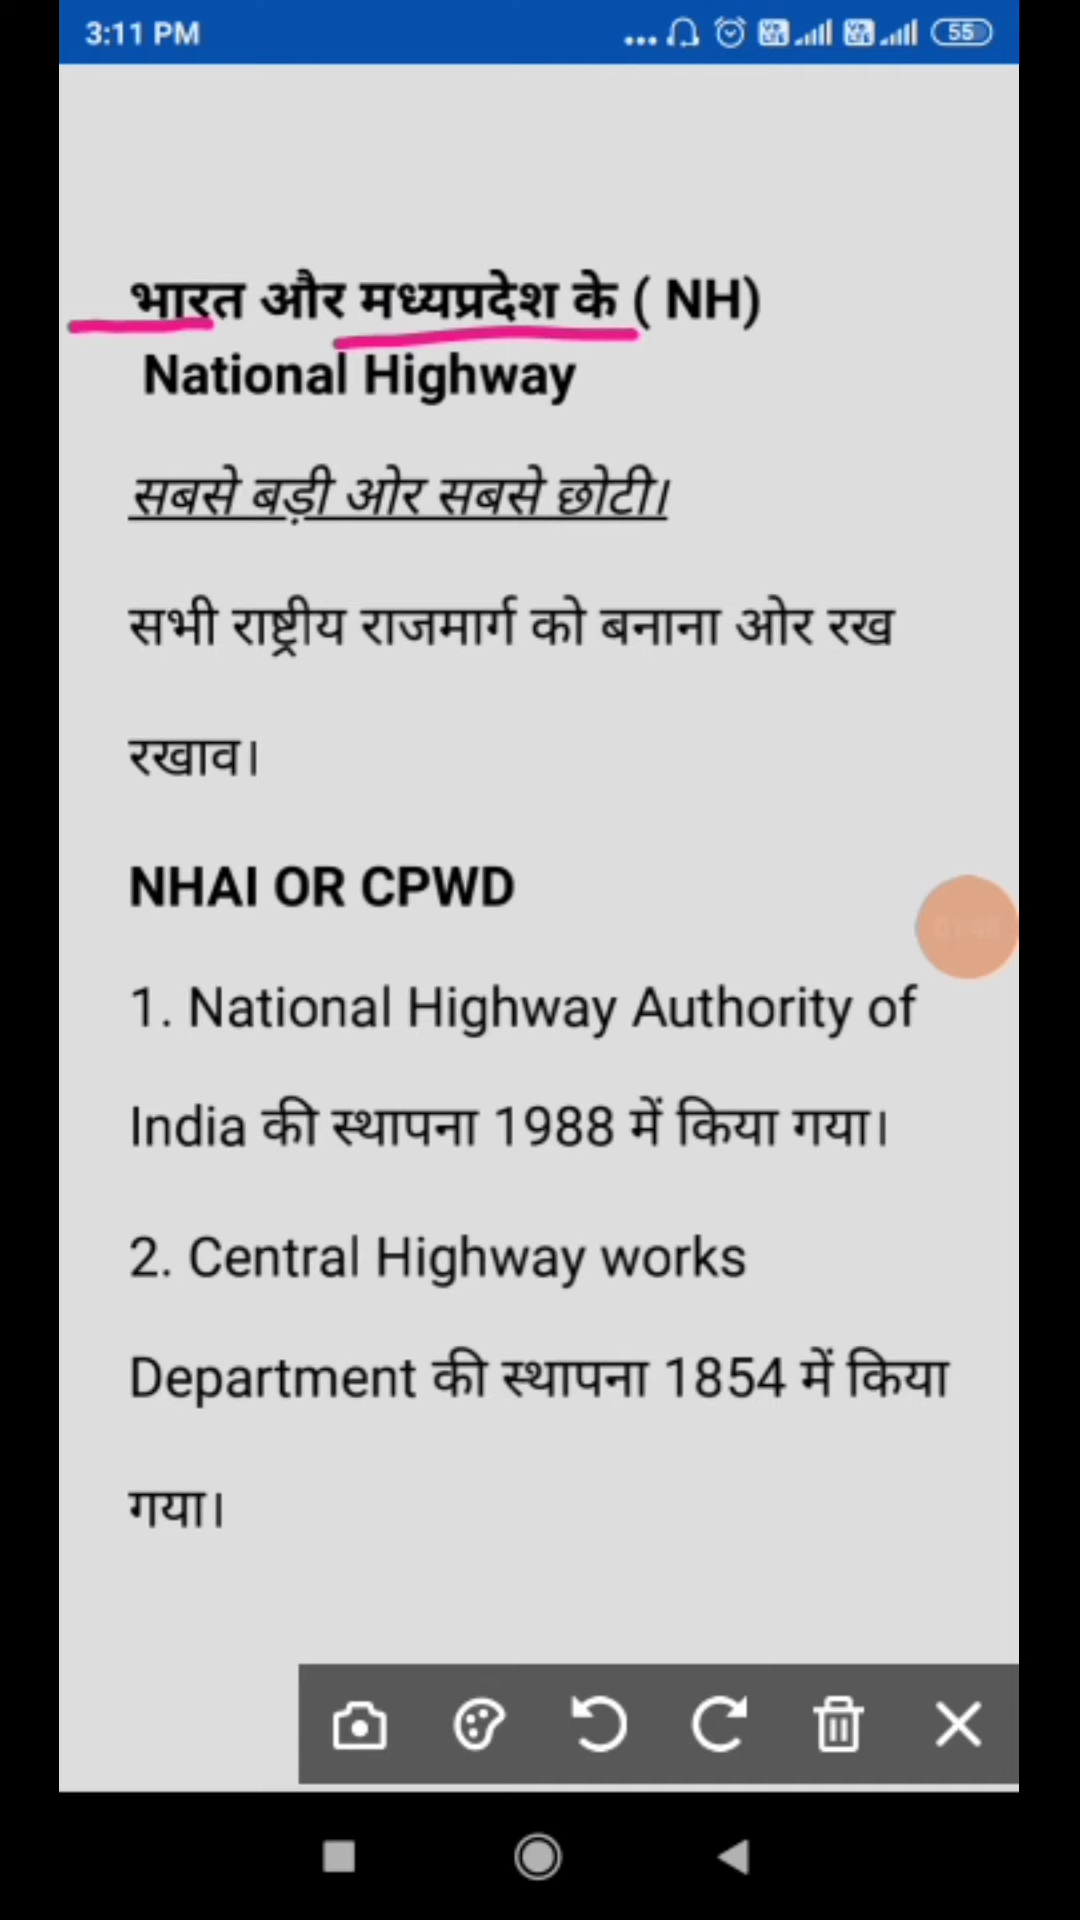 3:11 PM
... 55
भारत और मध्यप्रदेश के ( NH)
National Highway
सबसे बड़ी ओर सबसे छोटी।
सभी राष्ट्रीय राजमार्ग को बनाना ओर रख
रखाव।
NHAI OR CPWD
1. National Highway Authority of
India की स्थापना 1988 में किया गया।
2. Central Highway works
Department की स्थापना 1854 में किया
गया।